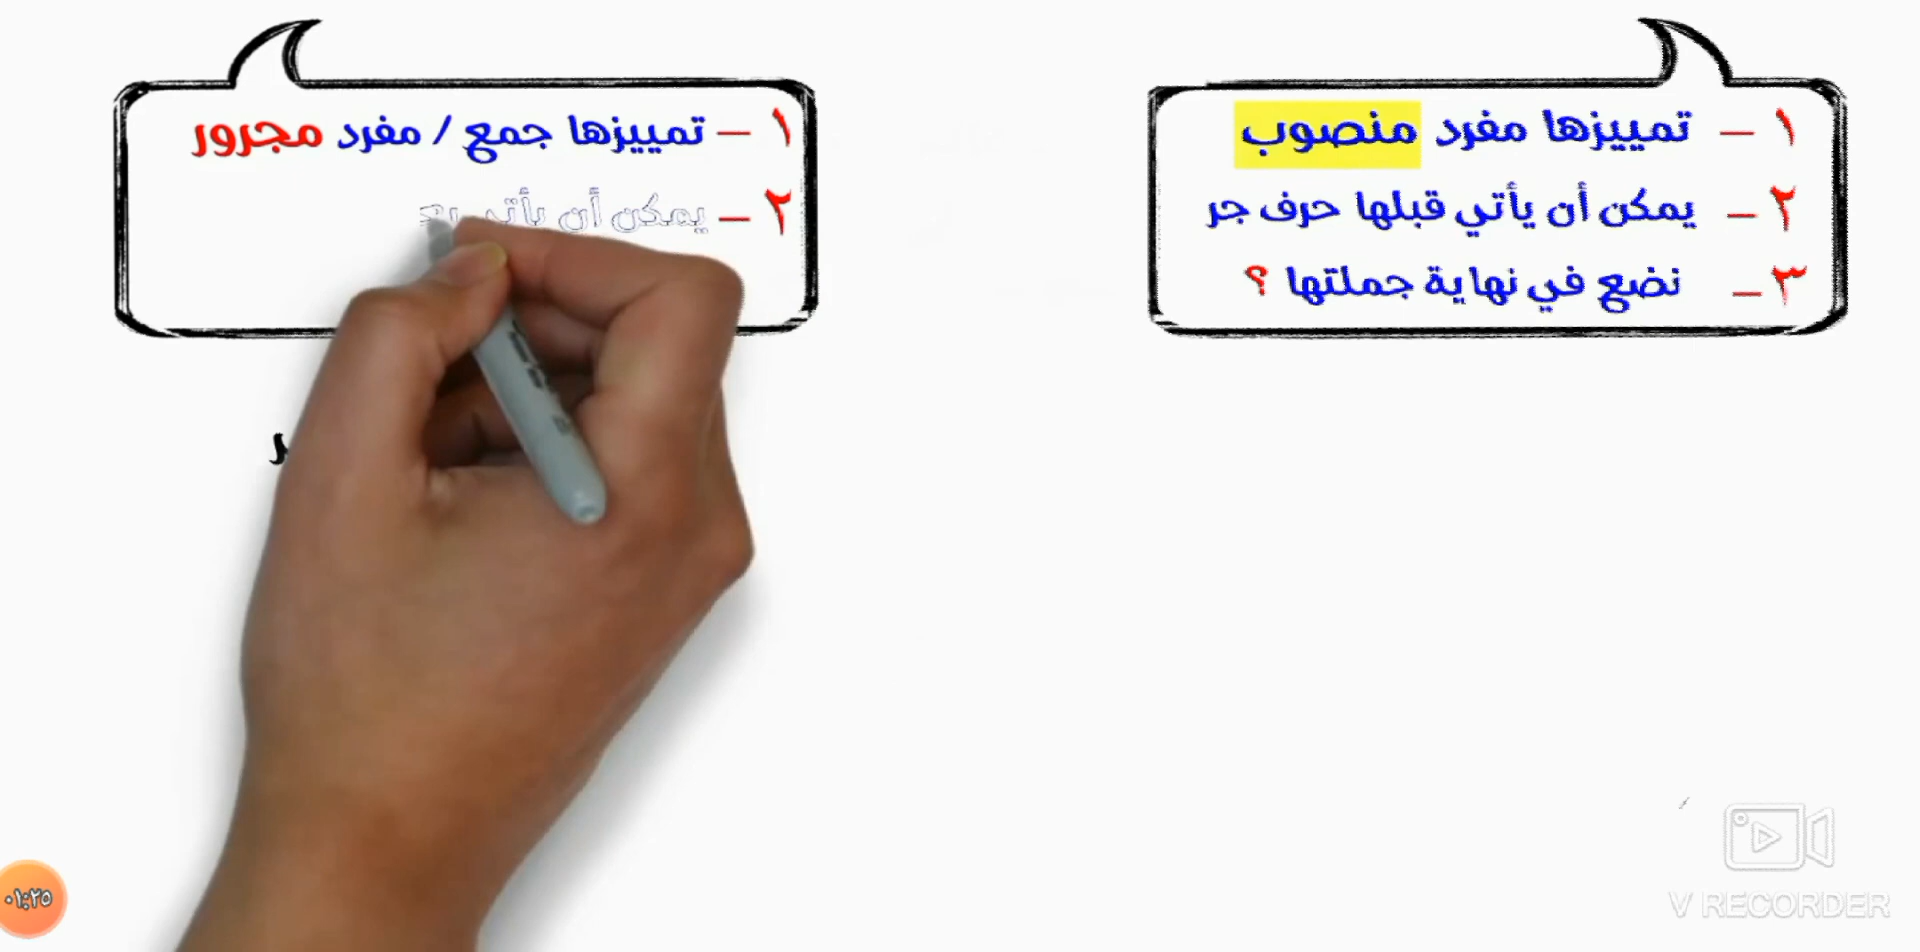 ١ – تمييزها مفرد منصوب
٢ – يمكن أن يأتي قبلها حرف جر
٣ – نضع في نهاية جملتها ؟
١ – تمييزها جمع / مفرد مجرور
٢ – يمكن أن يأتي
٠١:٢٥
V RECORDER